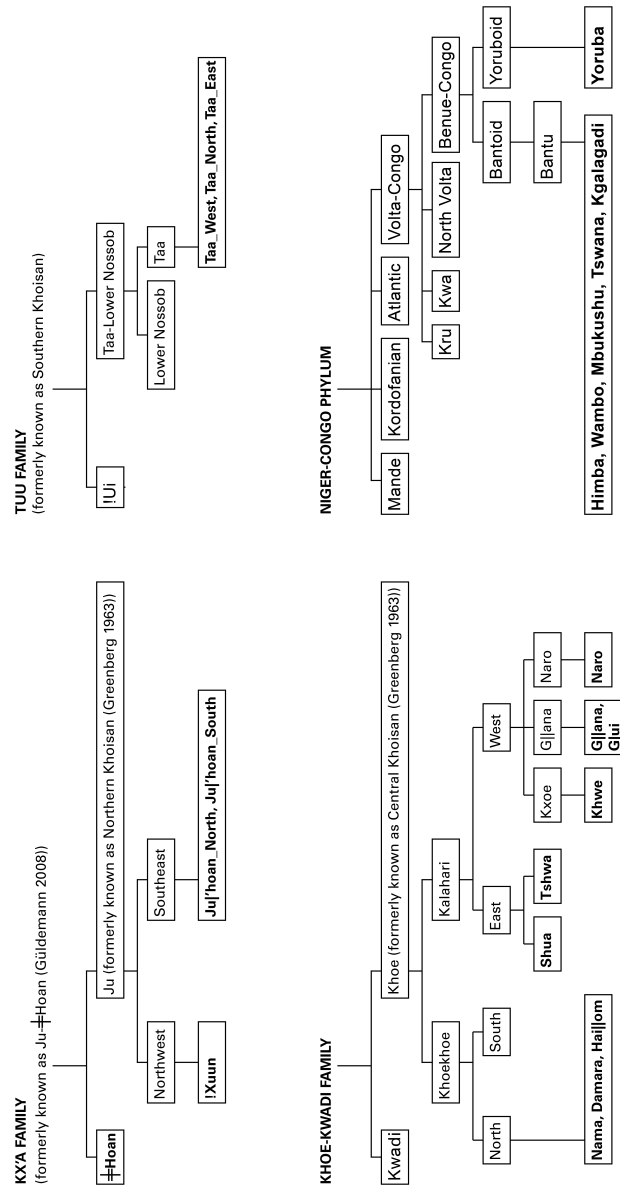 KX'A FAMILY
(formerly known as Ju-ǂHoan (Güldemann 2008))
ǂHoan
Ju (formerly known as Northern Khoisan (Greenberg 1963))
Northwest
Southeast
!Xuun
Ju|'hoan_North, Ju|'hoan_South
TUU FAMILY
(formerly known as Southern Khoisan)
!Ui
Taa-Lower Nossob
Lower Nossob
Taa
Taa_West, Taa_North, Taa_East
KHOE-KWADI FAMILY
Kwadi
Khoe (formerly known as Central Khoisan (Greenberg 1963))
Khoekhoe
Kalahari
North
South
East
West
Shua
Tshwa
Kxoe
G||ana
Naro
Nama, Damara, Hai||om
Khwe
G||ana,
G|ui
Naro
NIGER-CONGO PHYLUM
Mande
Kordofanian
Atlantic
Volta-Congo
Kru
Kwa
North Volta
Benue-Congo
Bantoid
Yoruboid
Bantu
Himba, Wambo, Mbukushu, Tswana, Kgalagadi
Yoruba